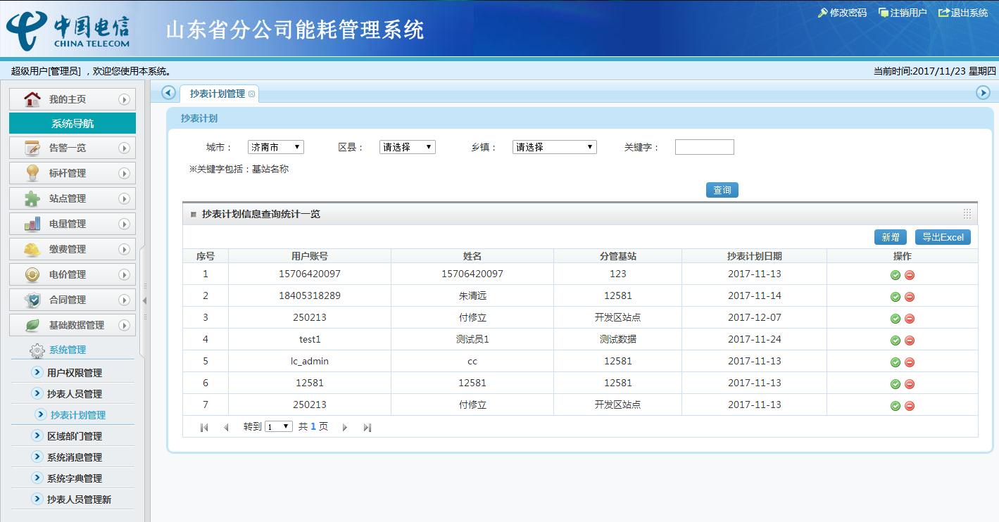 中国电信
CHINA TELECOM
山东省分公司能耗管理系统
修改密码 注销用户 退出系统
超级用户[管理员] ，欢迎您使用本系统。
当前时间:2017/11/23 星期四
我的主页
系统导航
告警一览
标杆管理
站点管理
电量管理
缴费管理
电价管理
合同管理
基础数据管理
系统管理
用户权限管理
抄表人员管理
抄表计划管理
区域部门管理
系统消息管理
系统字典管理
抄表人员管理新
抄表计划管理
抄表计划
城市： 济南市 区县： 请选择 乡镇： 请选择 关键字：
※关键字包括：基站名称
查询
抄表计划信息查询统计一览
新增 导出Excel
序号 用户账号 姓名 分管基站 抄表计划日期 操作
1 15706420097 15706420097 123 2017-11-13
2 18405318289 朱清远 12581 2017-11-14
3 250213 付修立 开发区站点 2017-12-07
4 test1 测试员1 测试数据 2017-11-24
5 lc_admin cc 12581 2017-11-13
6 12581 12581 12581 2017-11-13
7 250213 付修立 开发区站点 2017-11-13
转到 1 共 1 页